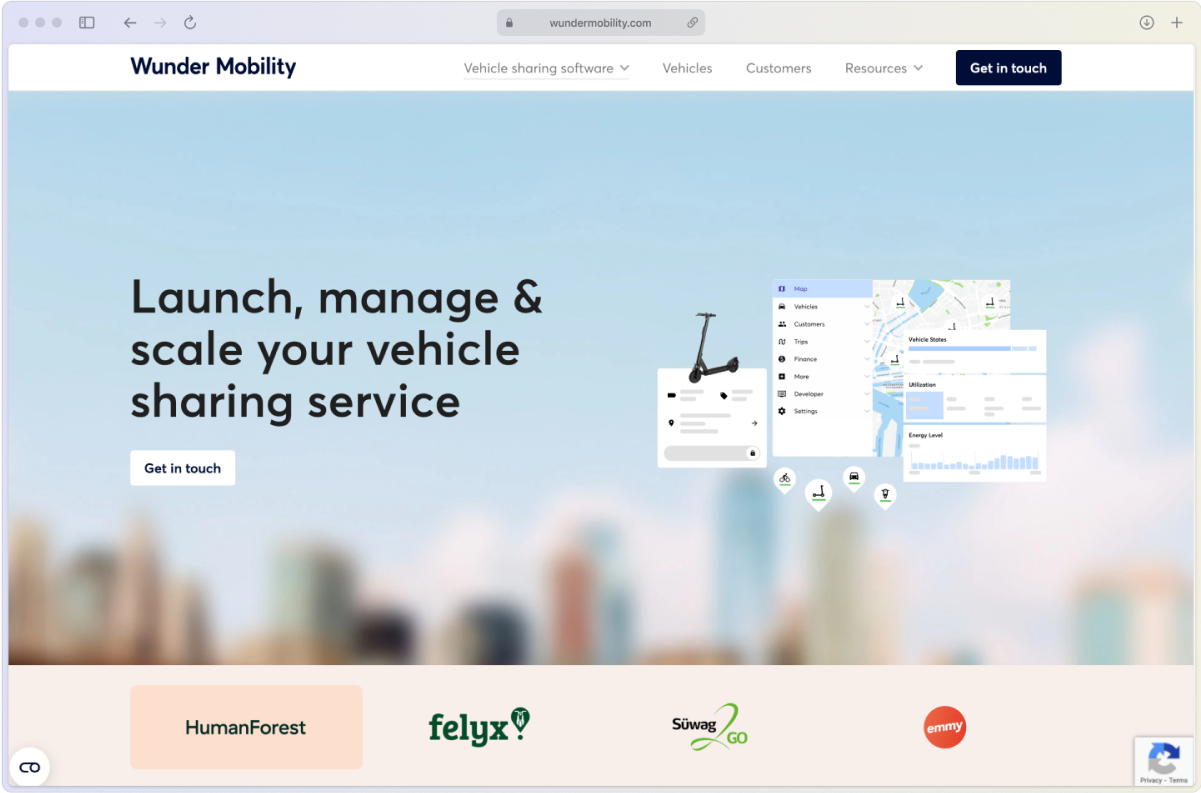 wundermobility.com
Wunder Mobility
Vehicle sharing software
Vehicles
Customers
Resources
Get in touch
Launch, manage &
scale your vehicle
sharing service
Get in touch
Map
Vehicles
Customers
Trips
Finance
More
Developer
Settings
Vehicle States
Utilization
Energy Level
HumanForest
felyx
Süwag
2
GO
emmy
Privacy - Terms